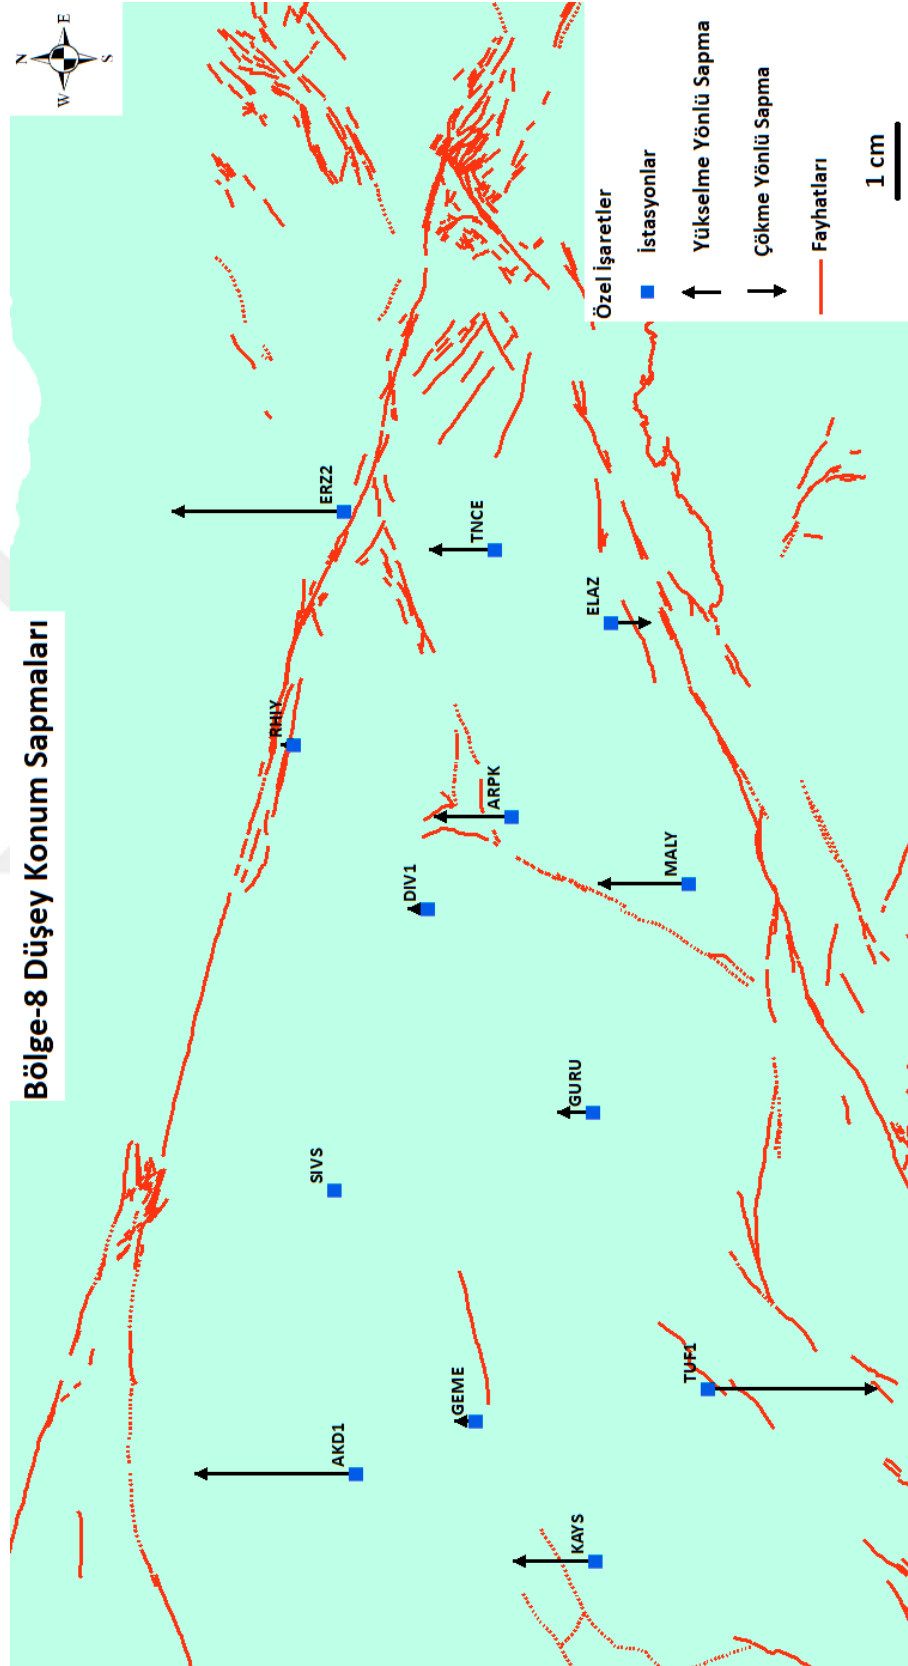 Bölge-8 Düşey Konum Sapmaları
N
W E
S
ERZ2
RHIY
TNCE
ELAZ
ARPK
DIV1
MALY
SIVS
GURU
AKD1
GEME
TUF1
KAYS
Özel İşaretler
İstasyonlar
Yükselme Yönlü Sapma
Çökme Yönlü Sapma
Fayhatları
1 cm